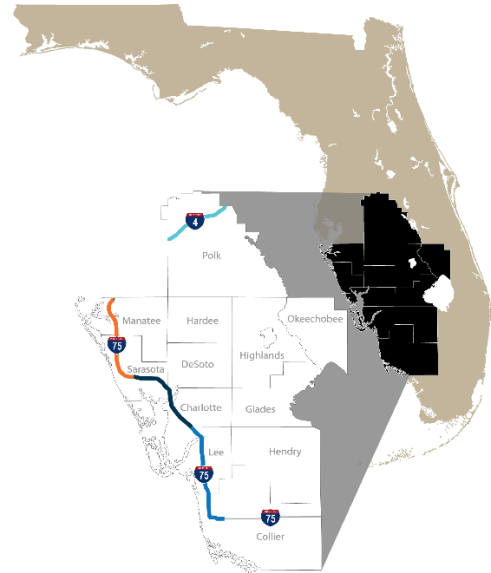 4
Polk
Manatee
Hardee
Okeechobee
75
Highlands
Sarasota
DeSoto
Charlotte
Glades
Lee
Hendry
75
75
Collier